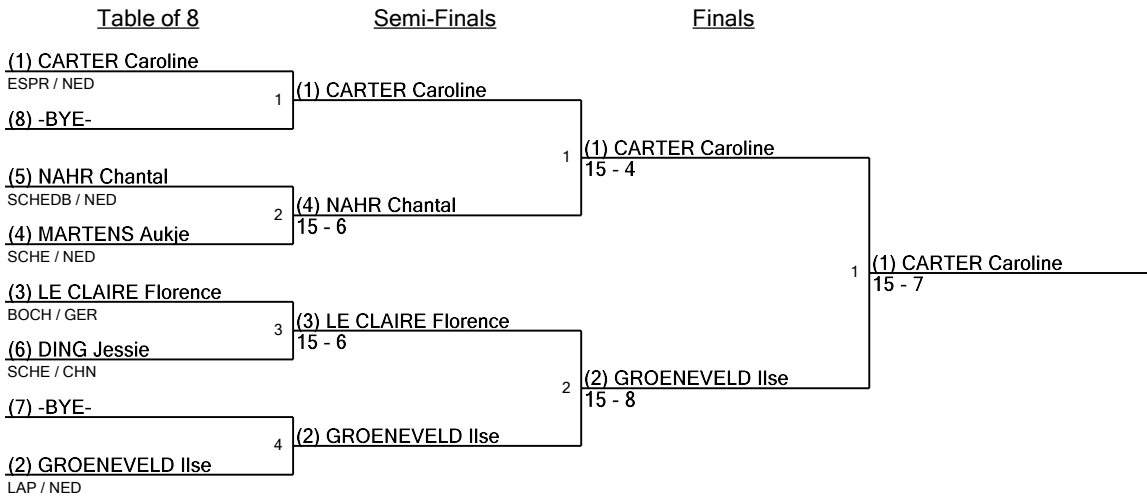 Table of 8
Semi-Finals
Finals
(1) CARTER Caroline
ESPR / NED
(8) -BYE-
(5) NAHR Chantal
SCHEDB / NED
(4) MARTENS Aukje
SCHE / NED
(3) LE CLAIRE Florence
BOCH / GER
(6) DING Jessie
SCHE / CHN
(7) -BYE-
(2) GROENEVELD Ilse
LAP / NED
1
2
3
4
(1) CARTER Caroline
(4) NAHR Chantal
15 - 6
(3) LE CLAIRE Florence
15 - 6
(2) GROENEVELD Ilse
1
2
(1) CARTER Caroline
15 - 4
(2) GROENEVELD Ilse
15 - 8
1
(1) CARTER Caroline
15 - 7